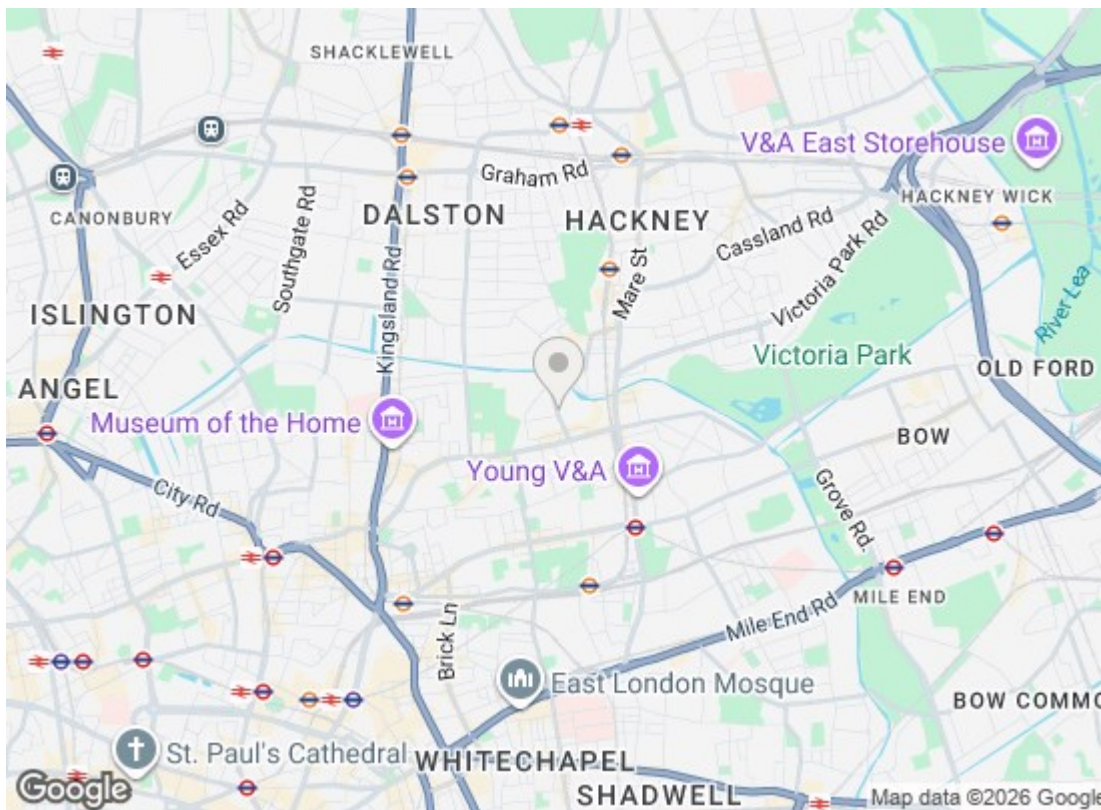 SHACKLEWELL
V&A East Storehouse
Graham Rd
CANONBURY
Essex Rd
Southgate Rd
DALSTON
HACKNEY
HACKNEY WICK
Cassland Rd
Victoria Park Rd
Kingsland Rd
Mare St
River Lea
ISLINGTON
Victoria Park
OLD FORD
ANGEL
Museum of the Home
BOW
Young V&A
City Rd
Grove Rd.
Brick Ln
Mile End Rd
MILE END
East London Mosque
BOW COMMO
St. Paul's Cathedral
WHITECHAPEL
SHADWELL
Google
Map data ©2026 Google